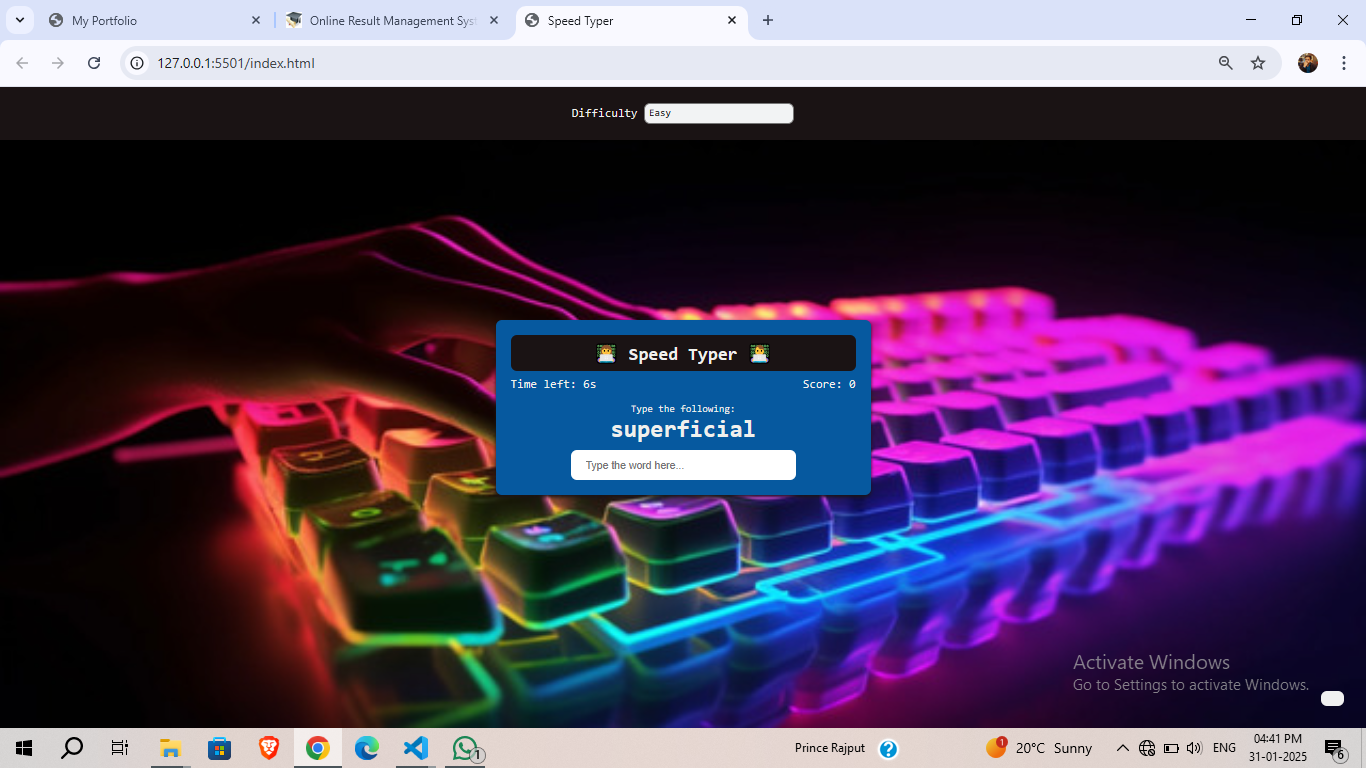 My Portfolio
Online Result Management Syst
Speed Typer
127.0.0.1:5501/index.html
Difficulty Easy
Speed Typer
Time left: 6s Score: 0
Type the following:
superficial
Type the word here...
Activate Windows
Go to Settings to activate Windows.
1
Prince Rajput
?
1
20°C Sunny
ENG
04:41 PM
31-01-2025
6